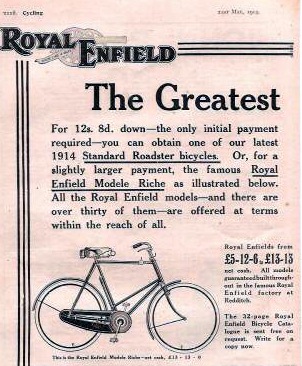 Cycling
ROYAL ENFIELD
The Greatest
For 12s. 8d. down—the only initial payment
required—you can obtain one of our latest
1914 Standard Roadster bicycles. Or, for a
slightly larger payment, the famous Royal
Enfield Modele Riche as illustrated below.
All the Royal Enfield models—and there are
over thirty of them—are offered at terms
within the reach of all.
Royal Enfields from
£5-12-6 to £13-13
net cash. All models
guaranteed built through-
out in the famous Royal
Enfield factory at
Redditch.
The 32-page Royal
Enfield Bicycle Cata-
logue is sent free on
request. Write for a
copy now.
This is the Royal Enfield Modele Riche—net cash, £13 - 13 - 0